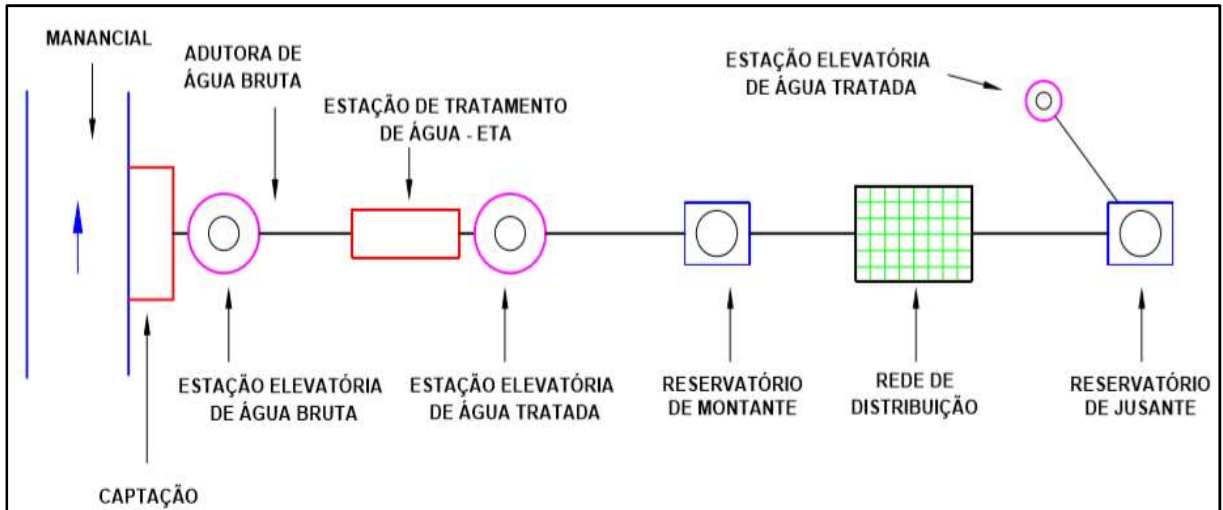 MANANCIAL
ADUTORA DE
ÁGUA BRUTA
ESTAÇÃO DE TRATAMENTO
DE ÁGUA - ETA
ESTAÇÃO ELEVATÓRIA
DE ÁGUA TRATADA
ESTAÇÃO ELEVATÓRIA
DE ÁGUA BRUTA
ESTAÇÃO ELEVATÓRIA
DE ÁGUA TRATADA
RESERVATÓRIO
DE MONTANTE
REDE DE
DISTRIBUIÇÃO
RESERVATÓRIO
DE JUSANTE
CAPTAÇÃO